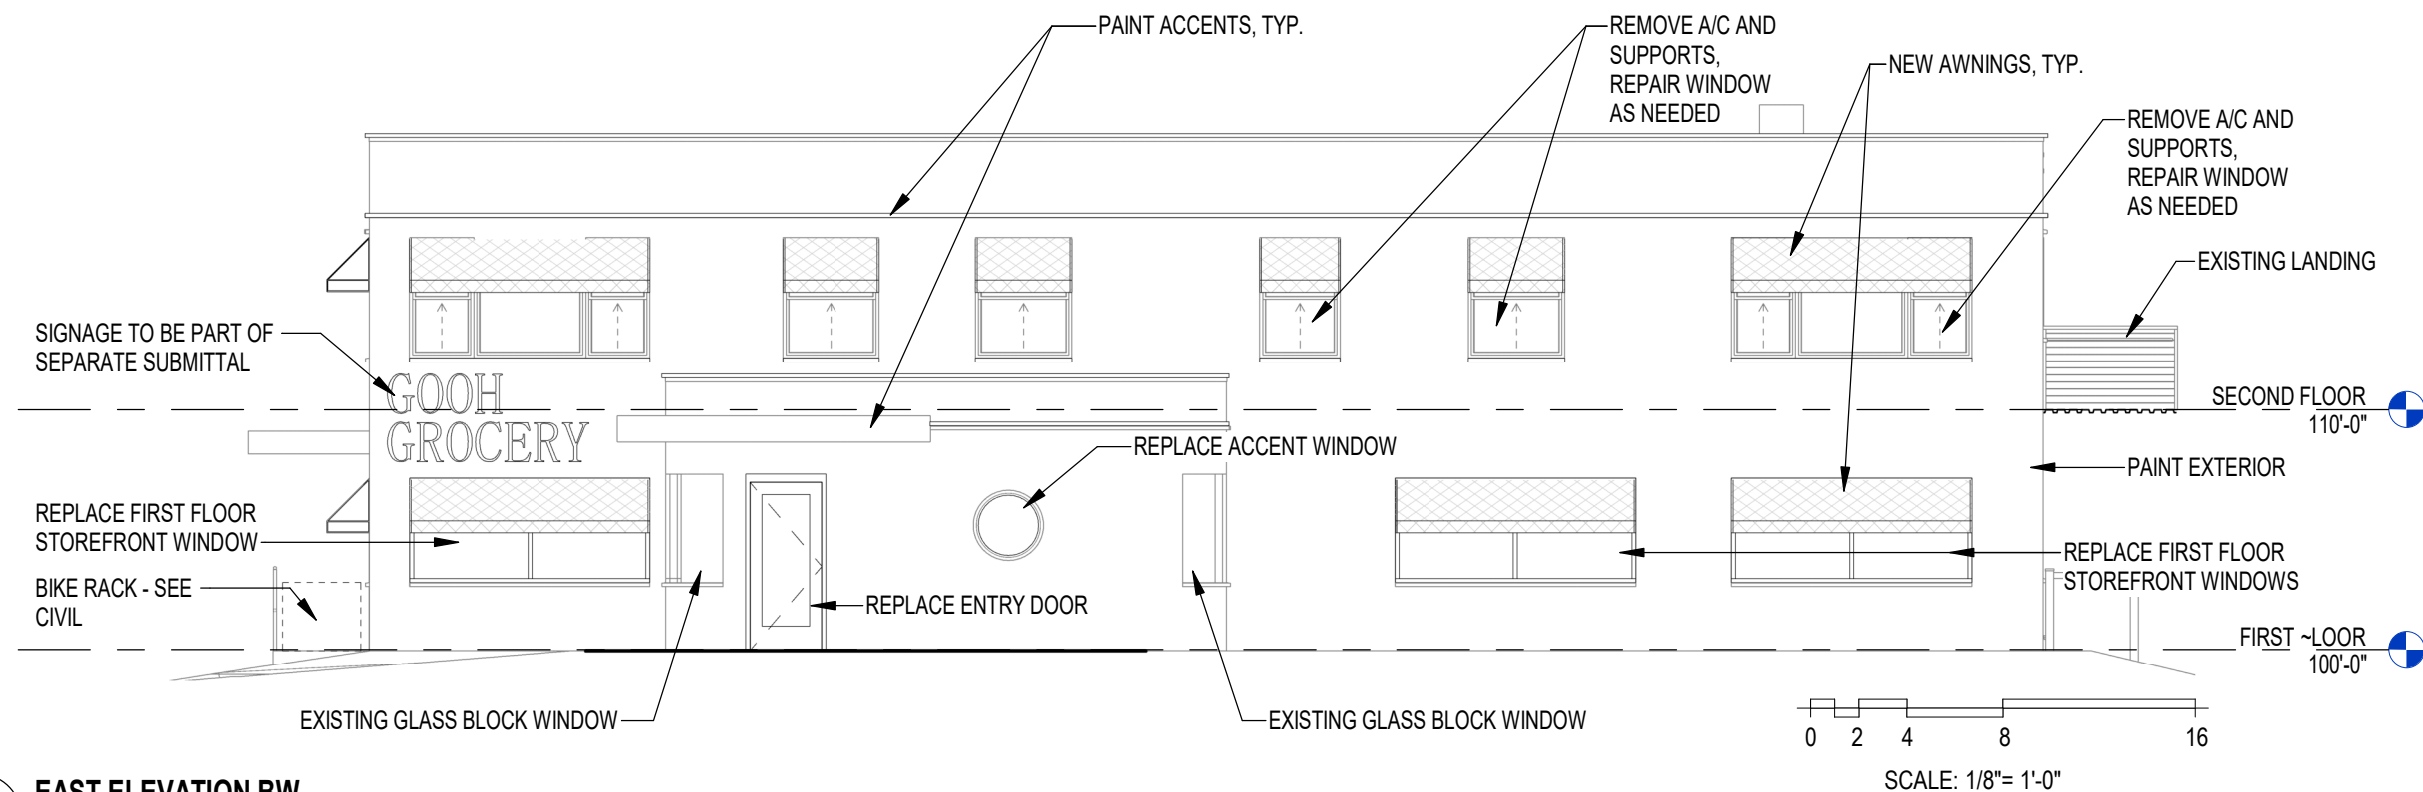 PAINT ACCENTS, TYP.
REMOVE A/C AND
SUPPORTS,
REPAIR WINDOW
AS NEEDED
NEW AWNINGS, TYP.
REMOVE A/C AND
SUPPORTS,
REPAIR WINDOW
AS NEEDED
EXISTING LANDING
SIGNAGE TO BE PART OF
SEPARATE SUBMITTAL
GOOH
GROCERY
SECOND FLOOR
110'-0"
REPLACE ACCENT WINDOW
PAINT EXTERIOR
REPLACE FIRST FLOOR
STOREFRONT WINDOW
REPLACE FIRST FLOOR
STOREFRONT WINDOWS
BIKE RACK - SEE
CIVIL
REPLACE ENTRY DOOR
FIRST ~LOOR
100'-0"
EXISTING GLASS BLOCK WINDOW
EXISTING GLASS BLOCK WINDOW
0 2 4 8 16
SCALE: 1/8"= 1'-0"
EAST ELEVATION BW